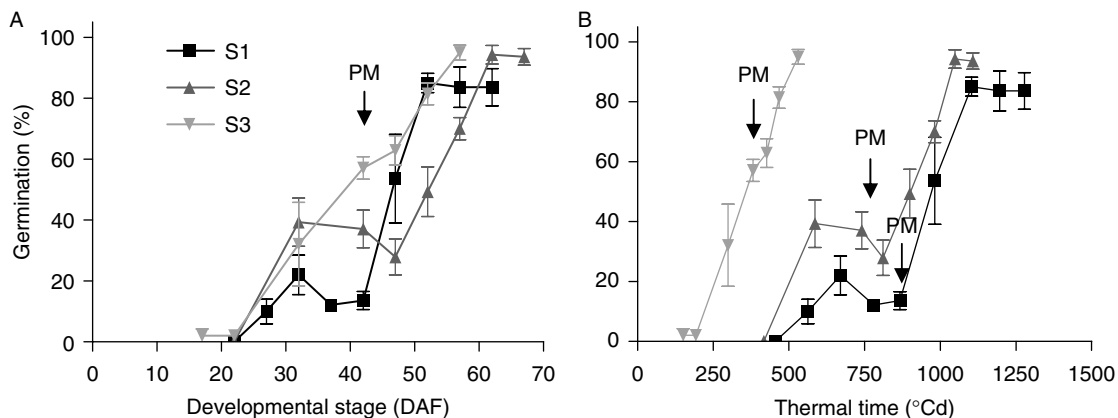 A
100
80
60
40
20
0
Germination (%)
S1
S2
S3
PM
0
10
20
30
40
50
60
70
Developmental stage (DAF)
B
100
80
60
40
20
0
PM
PM
PM
0
250
500
750
1000
1250
1500
Thermal time (°Cd)